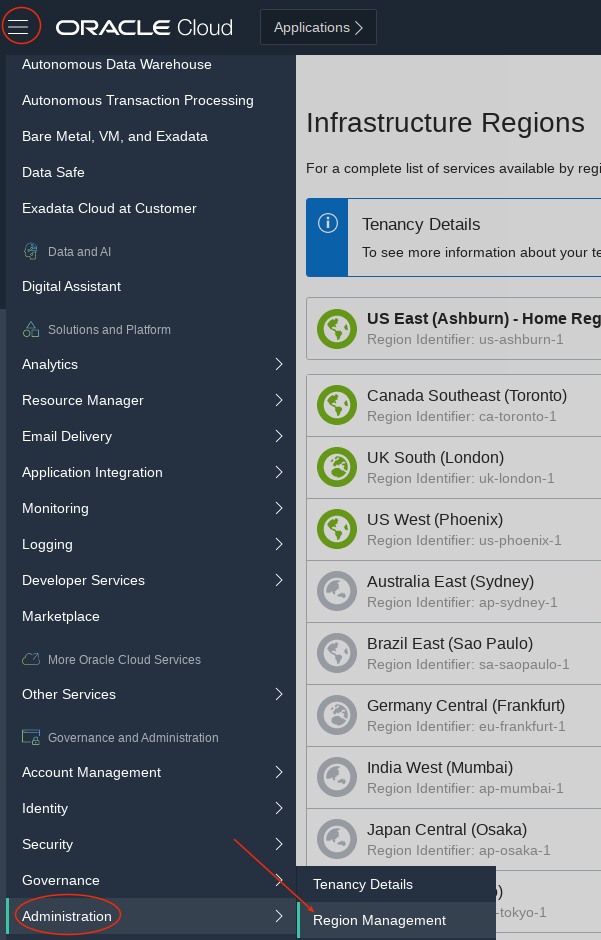 ORACLE Cloud
Applications
Autonomous Data Warehouse
Autonomous Transaction Processing
Bare Metal, VM, and Exadata
Data Safe
Exadata Cloud at Customer
Data and AI
Digital Assistant
Solutions and Platform
Analytics
Resource Manager
Email Delivery
Application Integration
Monitoring
Logging
Developer Services
Marketplace
More Oracle Cloud Services
Other Services
Governance and Administration
Account Management
Identity
Security
Governance
Administration
Tenancy Details
Region Management
Infrastructure Regions
For a complete list of services available by regi
Tenancy Details
To see more information about your te
US East (Ashburn) - Home Reg
Region Identifier: us-ashburn-1
Canada Southeast (Toronto)
Region Identifier: ca-toronto-1
UK South (London)
Region Identifier: uk-london-1
US West (Phoenix)
Region Identifier: us-phoenix-1
Australia East (Sydney)
Region Identifier: ap-sydney-1
Brazil East (Sao Paulo)
Region Identifier: sa-saopaulo-1
Germany Central (Frankfurt)
Region Identifier: eu-frankfurt-1
India West (Mumbai)
Region Identifier: ap-mumbai-1
Japan Central (Osaka)
Region Identifier: ap-osaka-1
)
-tokyo-1